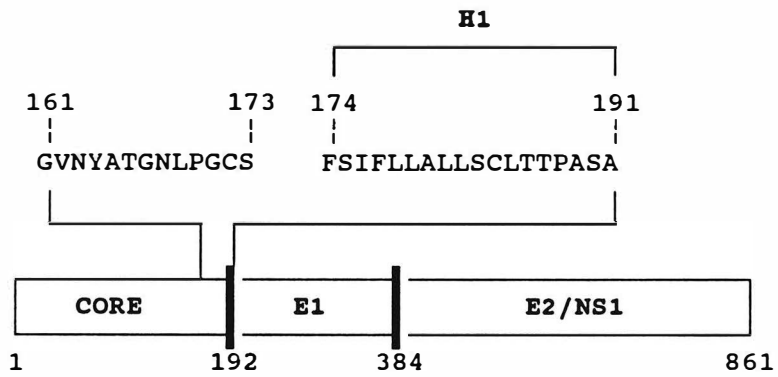 H1
161 173 174 191
GVNYATGNLPGCS FSIFLLALLSCLTTPASA
CORE E1 E2/NS1
1 192 384 861